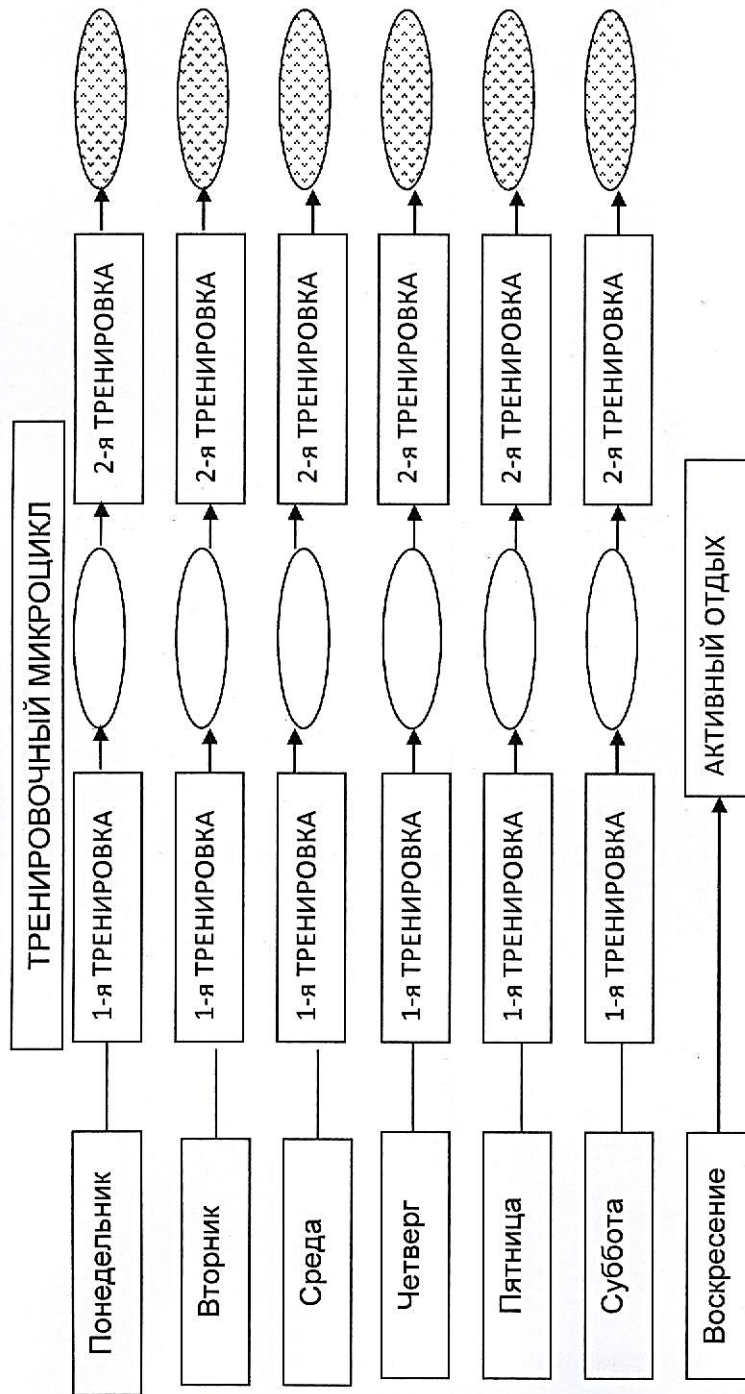 ТРЕНИРОВОЧНЫЙ МИКРОЦИКЛ
Понедельник 1-я ТРЕНИРОВКА 2-я ТРЕНИРОВКА
Вторник 1-я ТРЕНИРОВКА 2-я ТРЕНИРОВКА
Среда 1-я ТРЕНИРОВКА 2-я ТРЕНИРОВКА
Четверг 1-я ТРЕНИРОВКА 2-я ТРЕНИРОВКА
Пятница 1-я ТРЕНИРОВКА 2-я ТРЕНИРОВКА
Суббота 1-я ТРЕНИРОВКА 2-я ТРЕНИРОВКА
Воскресение АКТИВНЫЙ ОТДЫХ